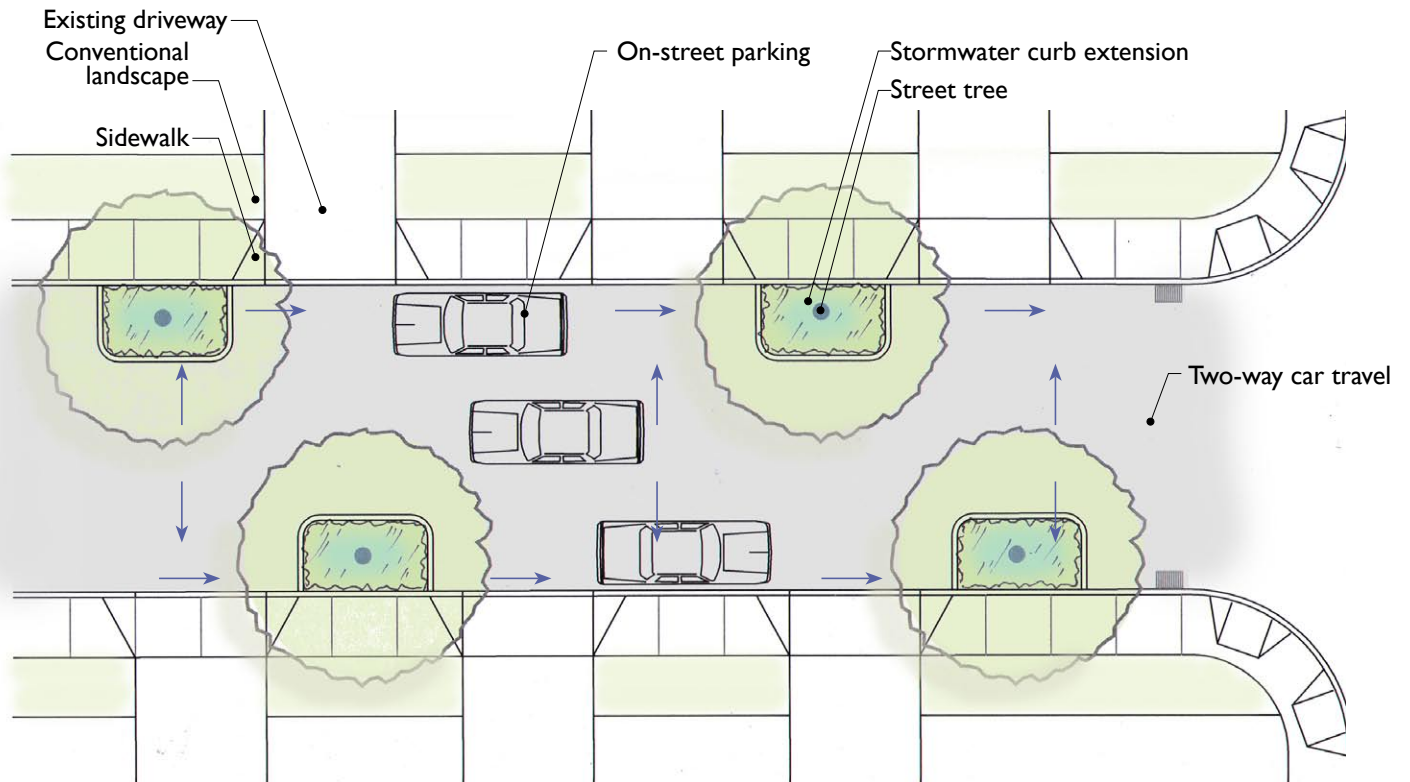 Existing driveway
Conventional
landscape
Sidewalk
On-street parking
Stormwater curb extension
Street tree
Two-way car travel